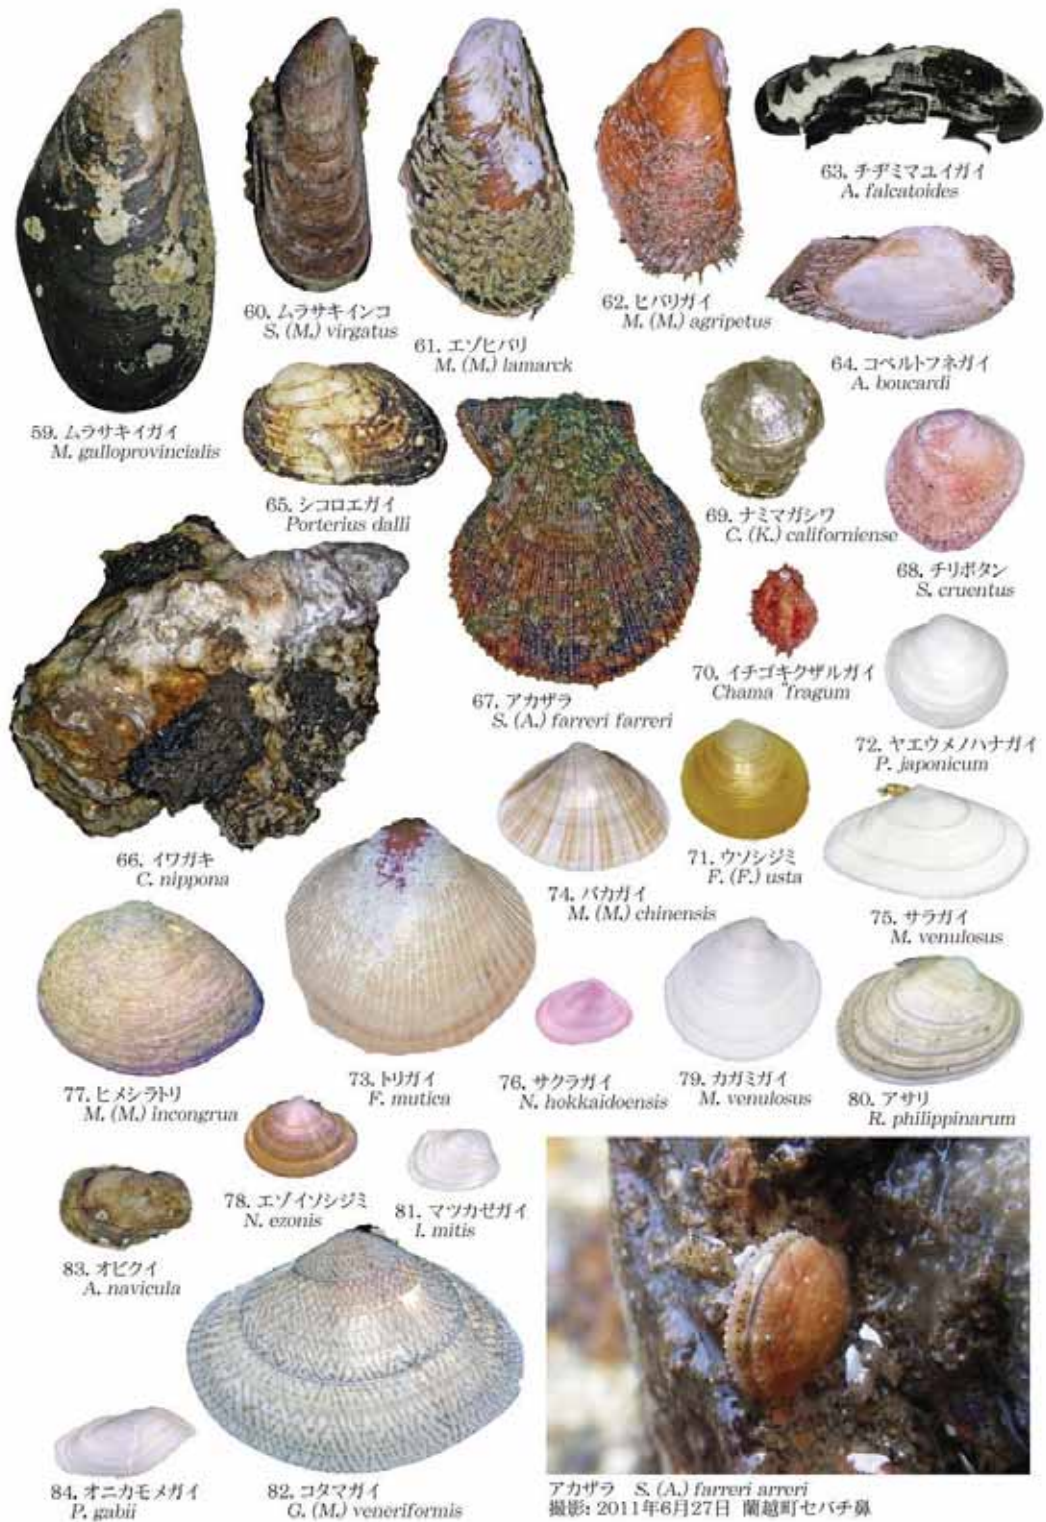 63. チヂミマユイガイ
A. falcatoides
60. ムラサキインコ
S. (M.) virgatus
61. エゾヒバリ
M. (M.) lamarck
62. ヒバリガイ
M. (M.) agripetus
64. コベルトフネガイ
A. boucardi
59. ムラサキイガイ
M. galloprovincialis
65. シコロエガイ
Porterius dalli
69. ナミマガシワ
C. (K.) californiense
68. チリボタン
S. cruentus
67. アカザラ
S. (A.) farreri farreri
70. イチゴキクザルガイ
Chama fragum
72. ヤエウメノハナガイ
P. japonicum
66. イワガキ
C. nippona
74. バカガイ
M. (M.) chinensis
71. ウソシジミ
F. (F.) usta
75. サラガイ
M. venulosus
77. ヒメシラトリ
M. (M.) incongrua
73. トリガイ
F. mutica
76. サクラガイ
N. hokkaidoensis
79. カガミガイ
M. venulosus
80. アサリ
R. philippinarum
78. エゾイソシジミ
N. ezonis
81. マツカゼガイ
I. mitis
83. オビクイ
A. navicula
84. オニカモメガイ
P. gabii
82. コタマガイ
G. (M.) veneriformis
アカザラ S. (A.) farreri arreri
撮影: 2011年6月27日 蘭越町セバチ鼻